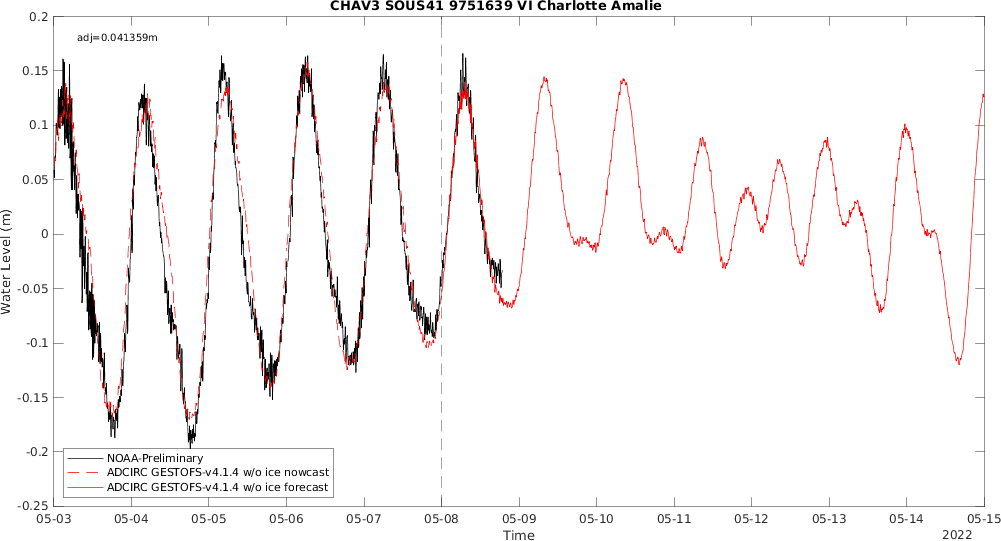 CHAV3 SOUS41 9751639 VI Charlotte Amalie
adj=0.041359m
Water Level (m)
0.2
0.15
0.1
0.05
0
-0.05
-0.1
-0.15
-0.2
-0.25
NOAA-Preliminary
ADCIRC GESTOFS-v4.1.4 w/o ice nowcast
ADCIRC GESTOFS-v4.1.4 w/o ice forecast
05-03 05-04 05-05 05-06 05-07 05-08 05-09 05-10 05-11 05-12 05-13 05-14 05-15
2022
Time